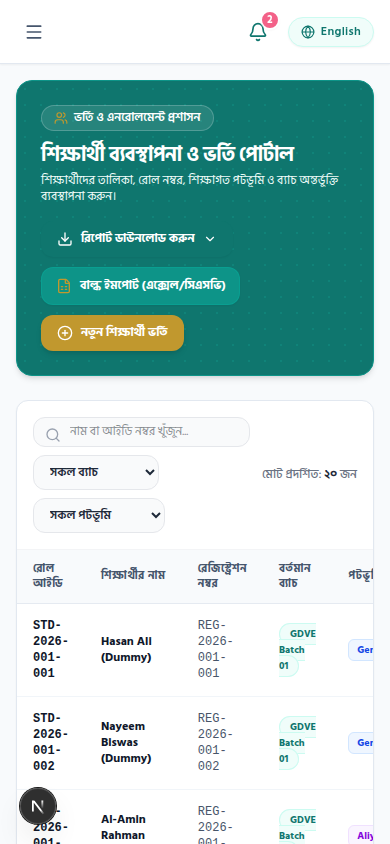 2
English
ভর্তি ও এনরোলমেন্ট প্রশাসন
শিক্ষার্থী ব্যবস্থাপনা ও ভর্তি পোর্টাল
শিক্ষার্থীদের তালিকা, রোল নম্বর, শিক্ষাগত পটভূমি ও ব্যাচ অন্তর্ভুক্তি
ব্যবস্থাপনা করুন।
রিপোর্ট ডাউনলোড করুন
বাল্ক ইমপোর্ট (এক্সেল/সিএসভি)
নতুন শিক্ষার্থী ভর্তি
নাম বা আইডি নম্বর খুঁজুন...
সকল ব্যাচ
মোট প্রদর্শিত: ২০ জন
সকল পটভূমি
রোল আইডি
শিক্ষার্থীর নাম
রেজিস্ট্রেশন নম্বর
বর্তমান ব্যাচ
STD-
2026-
001-
001
Hasan Ali
(Dummy)
REG-
2026-
001-
001
GDVE
Batch
01
STD-
2026-
001-
002
Nayeem
Biswas
(Dummy)
REG-
2026-
001-
002
GDVE
Batch
01
N
2026-
001-
Al-Amin
Rahman
REG-
2026-
001-
GDVE
Batch